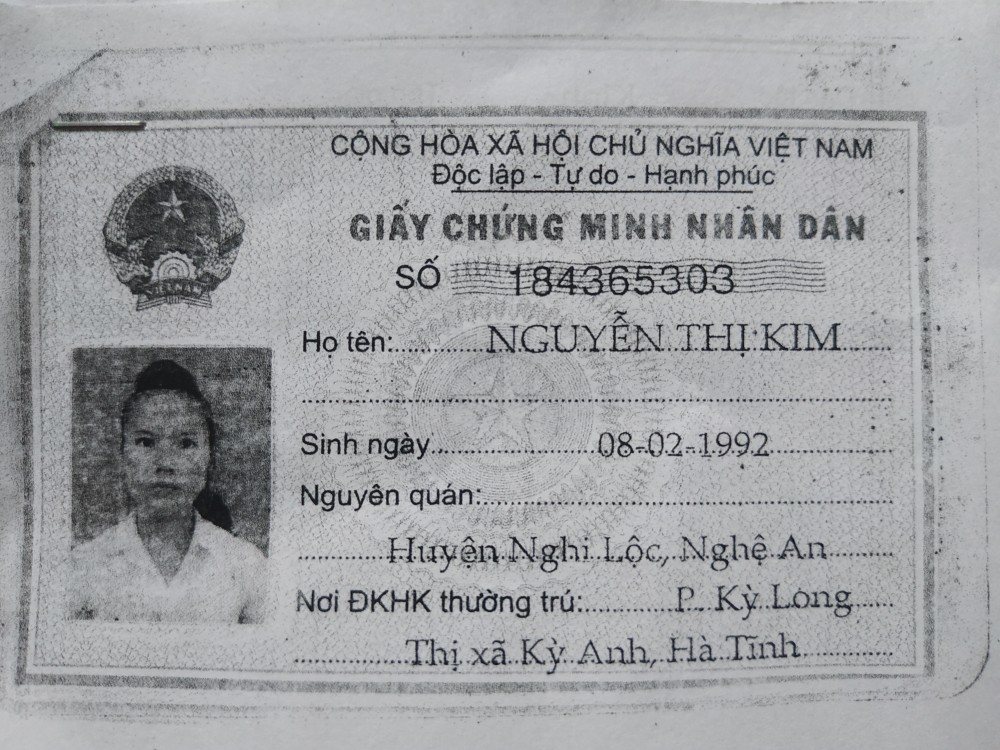 CỘNG HÒA XÃ HỘI CHỦ NGHĨA VIỆT NAM
Độc lập - Tự do - Hạnh phúc
GIẤY CHỨNG MINH NHÂN DÂN
SỐ 184365303
Họ tên: NGUYỄN THỊ KIM
Sinh ngày 08-02-1992
Nguyên quán:
Huyện Nghi Lộc, Nghệ An
Nơi ĐKHK thường trú: P. Kỳ Long
Thị xã Kỳ Anh, Hà Tĩnh
VIỆT NAM